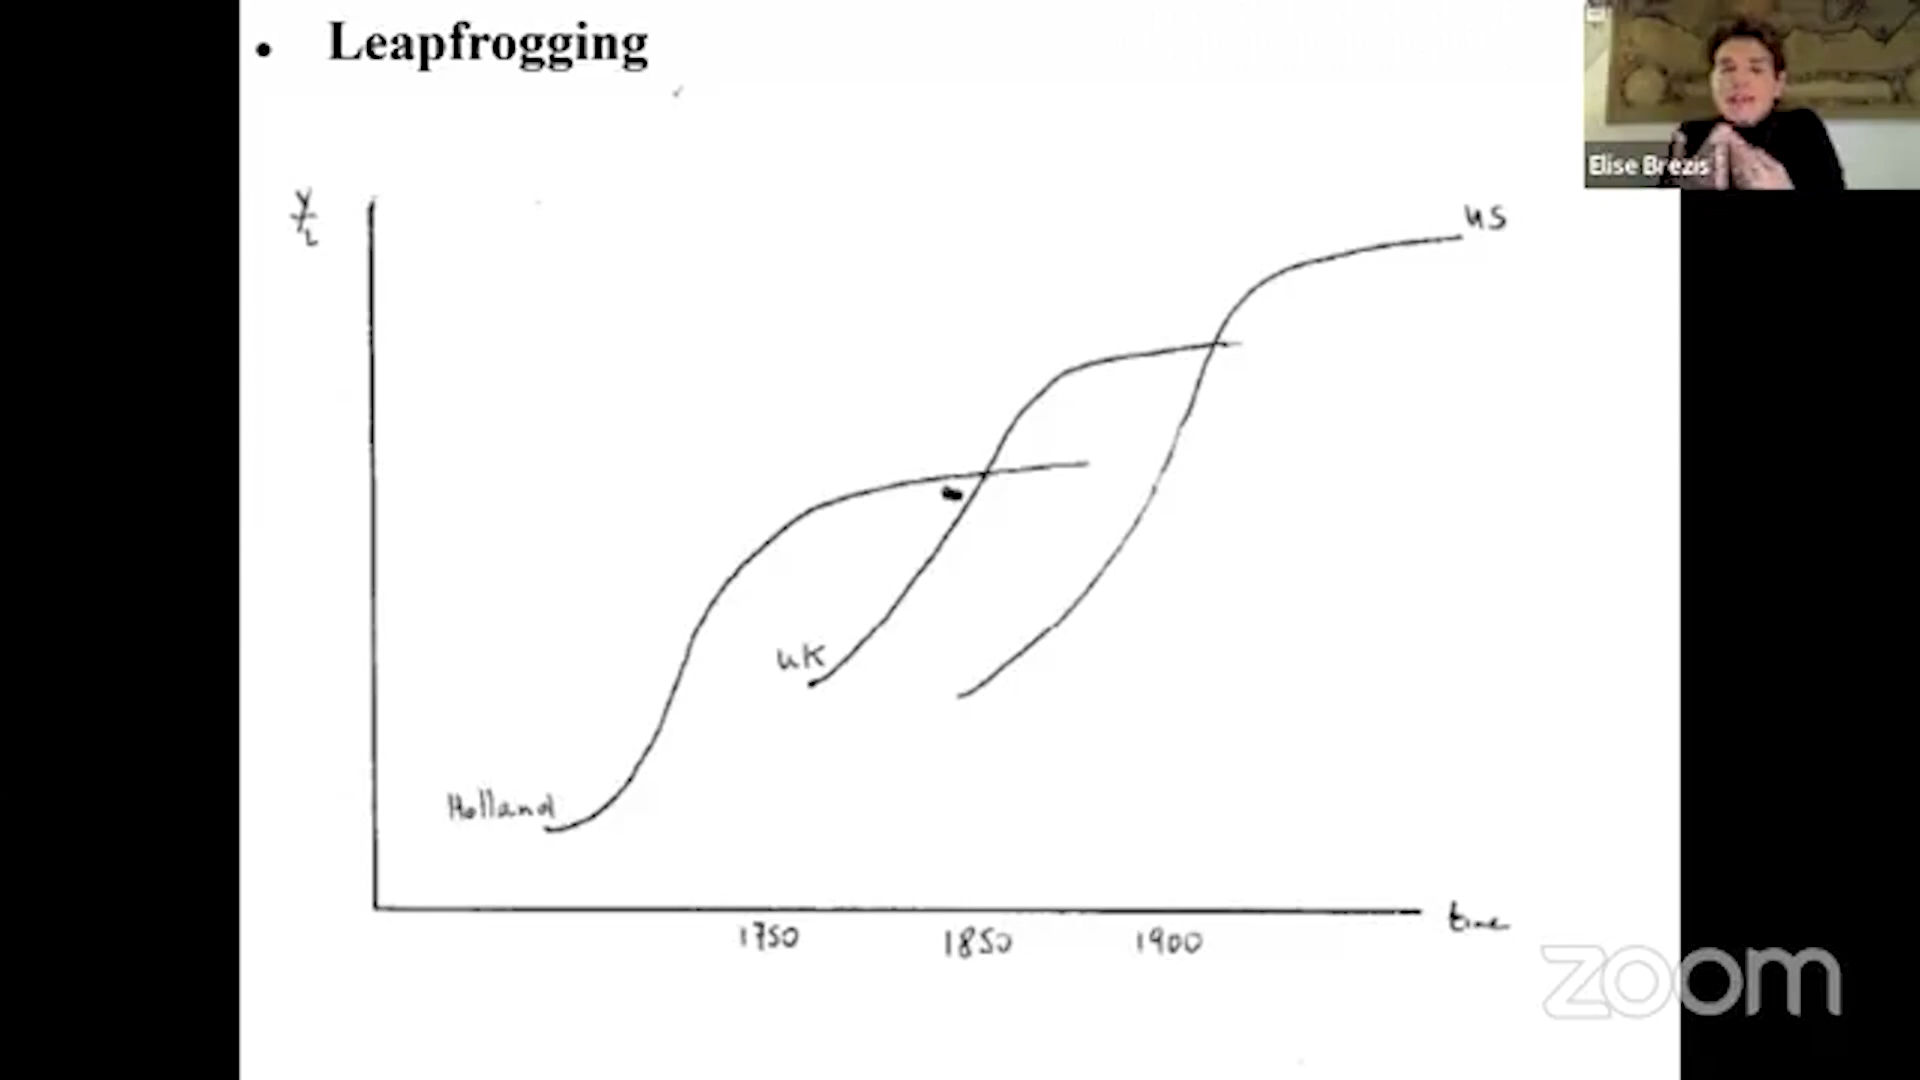 • Leapfrogging
Elise Brezis
Y/L
US
UK
Holland
1750 1850 1900
time
zoom